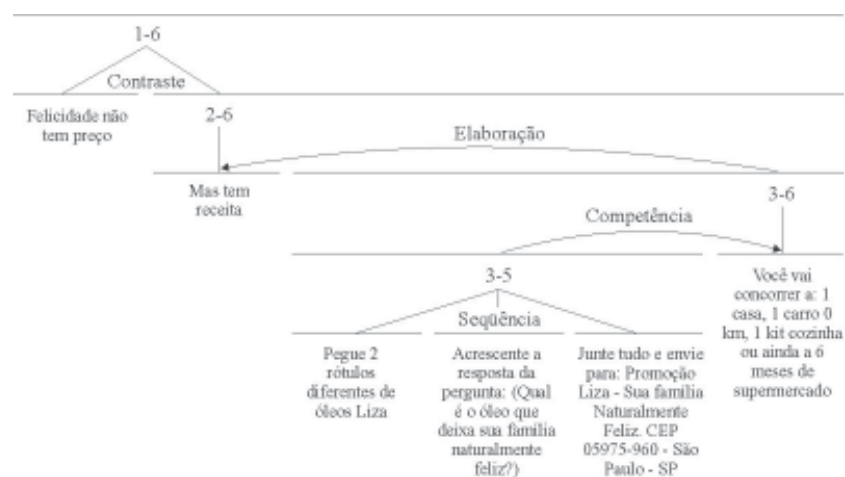 1-6
Contraste
Felicidade não
tem preço
2-6
Elaboração
Mas tem
receita
3-6
Competência
3-5
Seqüência
Pegue 2
rótulos
diferentes de
óleos Liza
Acrescente a
resposta da
pergunta: (Qual
é o óleo que
deixa sua família
naturalmente
feliz?)
Junte tudo e envie
para: Promoção
Liza - Sua família
Naturalmente
Feliz. CEP
05975-960 - São
Paulo - SP
Você vai
concorrer a: 1
casa, 1 carro 0
km, 1 kit cozinha
ou ainda a 6
meses de
supermercado